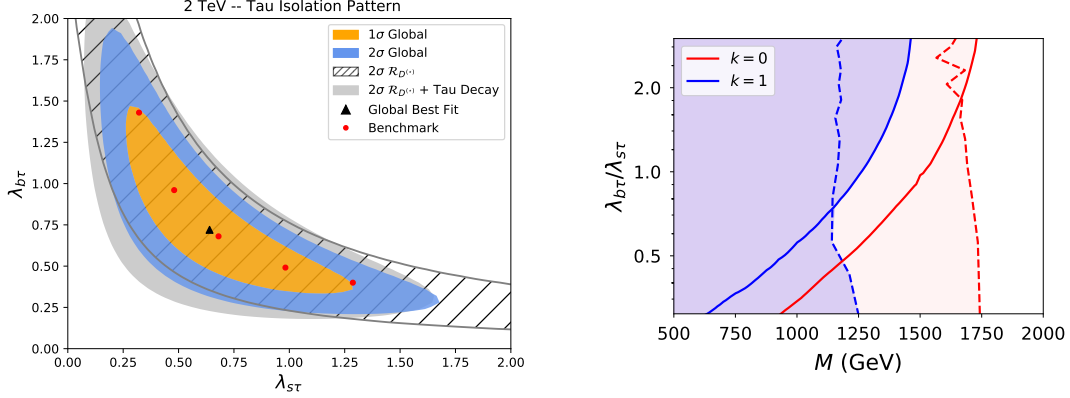 2 TeV -- Tau Isolation Pattern
2.00
1.75
1.50
1.25
1.00
0.75
0.50
0.25
0.00
λbτ
1σ Global
2σ Global
2σ R_D(*)
2σ R_D(*) + Tau Decay
Global Best Fit
Benchmark
0.00 0.25 0.50 0.75 1.00 1.25 1.50 1.75 2.00
λsτ
k = 0
k = 1
2.0
1.0
0.5
λbτ/λsτ
500 750 1000 1250 1500 1750 2000
M (GeV)